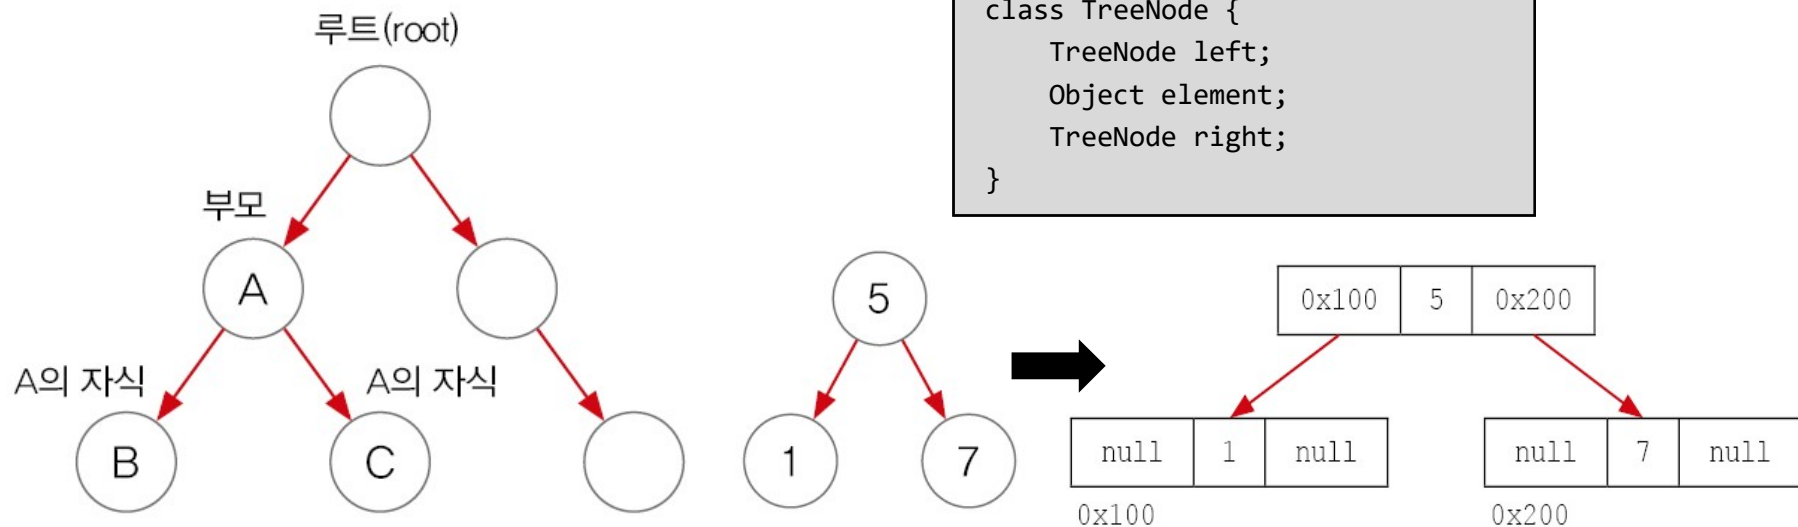 루트(root)
부모
A
A의 자식
A의 자식
B
C
class TreeNode {
TreeNode left;
Object element;
TreeNode right;
}
5
1
7
0x100 5 0x200
null 1 null
null 7 null
0x100
0x200